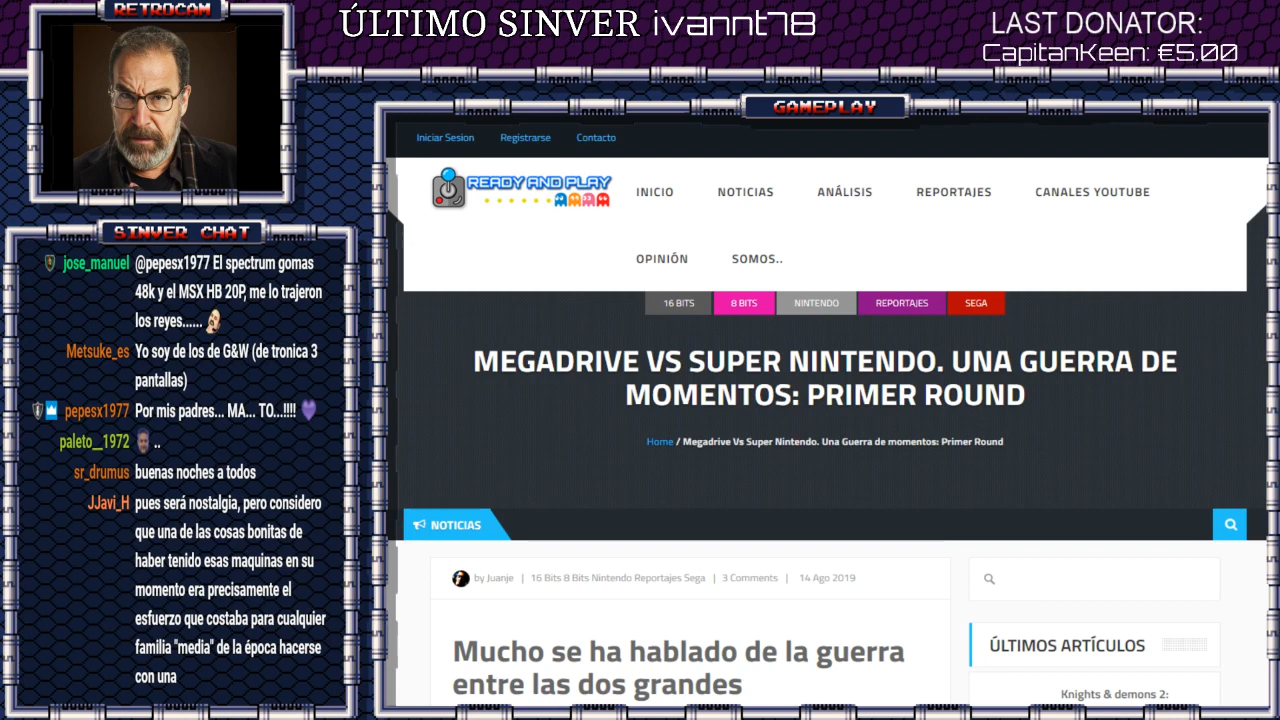 RETROCAM
ÚLTIMO SINVER ivannt78
LAST DONATOR:
CapitanKeen: €5.00
GAMEPLAY
SINVER CHAT
jose_manuel @pepesx1977 El spectrum gomas
48k y el MSX HB 20P, me lo trajeron
los reyes......
Metsuke_es Yo soy de los de G&W (de tronica 3
pantallas)
pepesx1977 Por mis padres... MA... TO...!!!!
paleto__1972 ..
sr_drumus buenas noches a todos
JJavi_H pues será nostalgia, pero considero
que una de las cosas bonitas de
haber tenido esas maquinas en su
momento era precisamente el
esfuerzo que costaba para cualquier
familia "media" de la época hacerse
con una
Iniciar Sesion Registrarse Contacto
READY AND PLAY
INICIO NOTICIAS ANÁLISIS REPORTAJES CANALES YOUTUBE
OPINIÓN SOMOS..
16 BITS 8 BITS NINTENDO REPORTAJES SEGA
MEGADRIVE VS SUPER NINTENDO. UNA GUERRA DE
MOMENTOS: PRIMER ROUND
Home / Megadrive Vs Super Nintendo. Una Guerra de momentos: Primer Round
NOTICIAS
by Juanje | 16 Bits 8 Bits Nintendo Reportajes Sega | 3 Comments | 14 Ago 2019
Mucho se ha hablado de la guerra
entre las dos grandes
ÚLTIMOS ARTÍCULOS
Knights & demons 2: